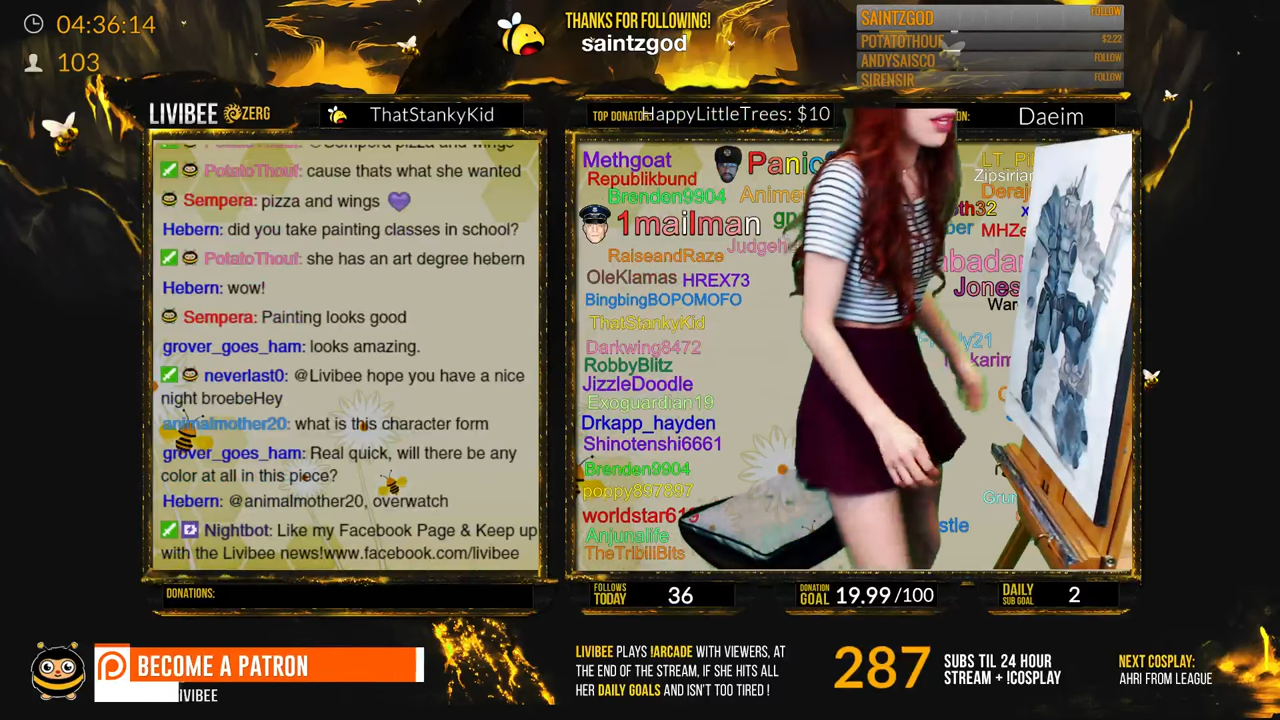 04:36:14
103
THANKS FOR FOLLOWING!
saintzgod
SAINTZGOD FOLLOW
POTATOTHOUF $2.22
ANDYSAISCO FOLLOW
SIRENSIR FOLLOW
LIVIBEE ZERG
ThatStankyKid
TOP DONATOR: HappyLittleTrees: $10
Daeim
PotatoThouf: cause thats what she wanted
Sempera: pizza and wings
Hebern: did you take painting classes in school?
PotatoThouf: she has an art degree hebern
Hebern: wow!
Sempera: Painting looks good
grover_goes_ham: looks amazing.
neverlast0: @Livibee hope you have a nice
night broebeHey
animalmother20: what is this character form
grover_goes_ham: Real quick, will there be any
color at all in this piece?
Hebern: @animalmother20, overwatch
Nightbot: Like my Facebook Page & Keep up
with the Livibee news!www.facebook.com/livibee
Methgoat
Republikbund
Brenden9904
1mailman
RaiseandRaze
OleKlamas HREX73
BingbingBOPOMOFO
ThatStankyKid
Darkwing8472
RobbyBlitz
JizzleDoodle
Exoguardian19
Drkapp_hayden
Shinotenshi6661
Brenden9904
poppy897897
worldstar619
Anjunalife
TheTribiliBits
DONATIONS:
FOLLOWS
TODAY 36
DONATION
GOAL 19.99 /100
DAILY
SUB GOAL 2
BECOME A PATRON
LIVIBEE
LIVIBEE PLAYS !ARCADE WITH VIEWERS, AT
THE END OF THE STREAM, IF SHE HITS ALL
HER DAILY GOALS AND ISN'T TOO TIRED !
287 SUBS TIL 24 HOUR
STREAM + !COSPLAY
NEXT COSPLAY:
AHRI FROM LEAGUE